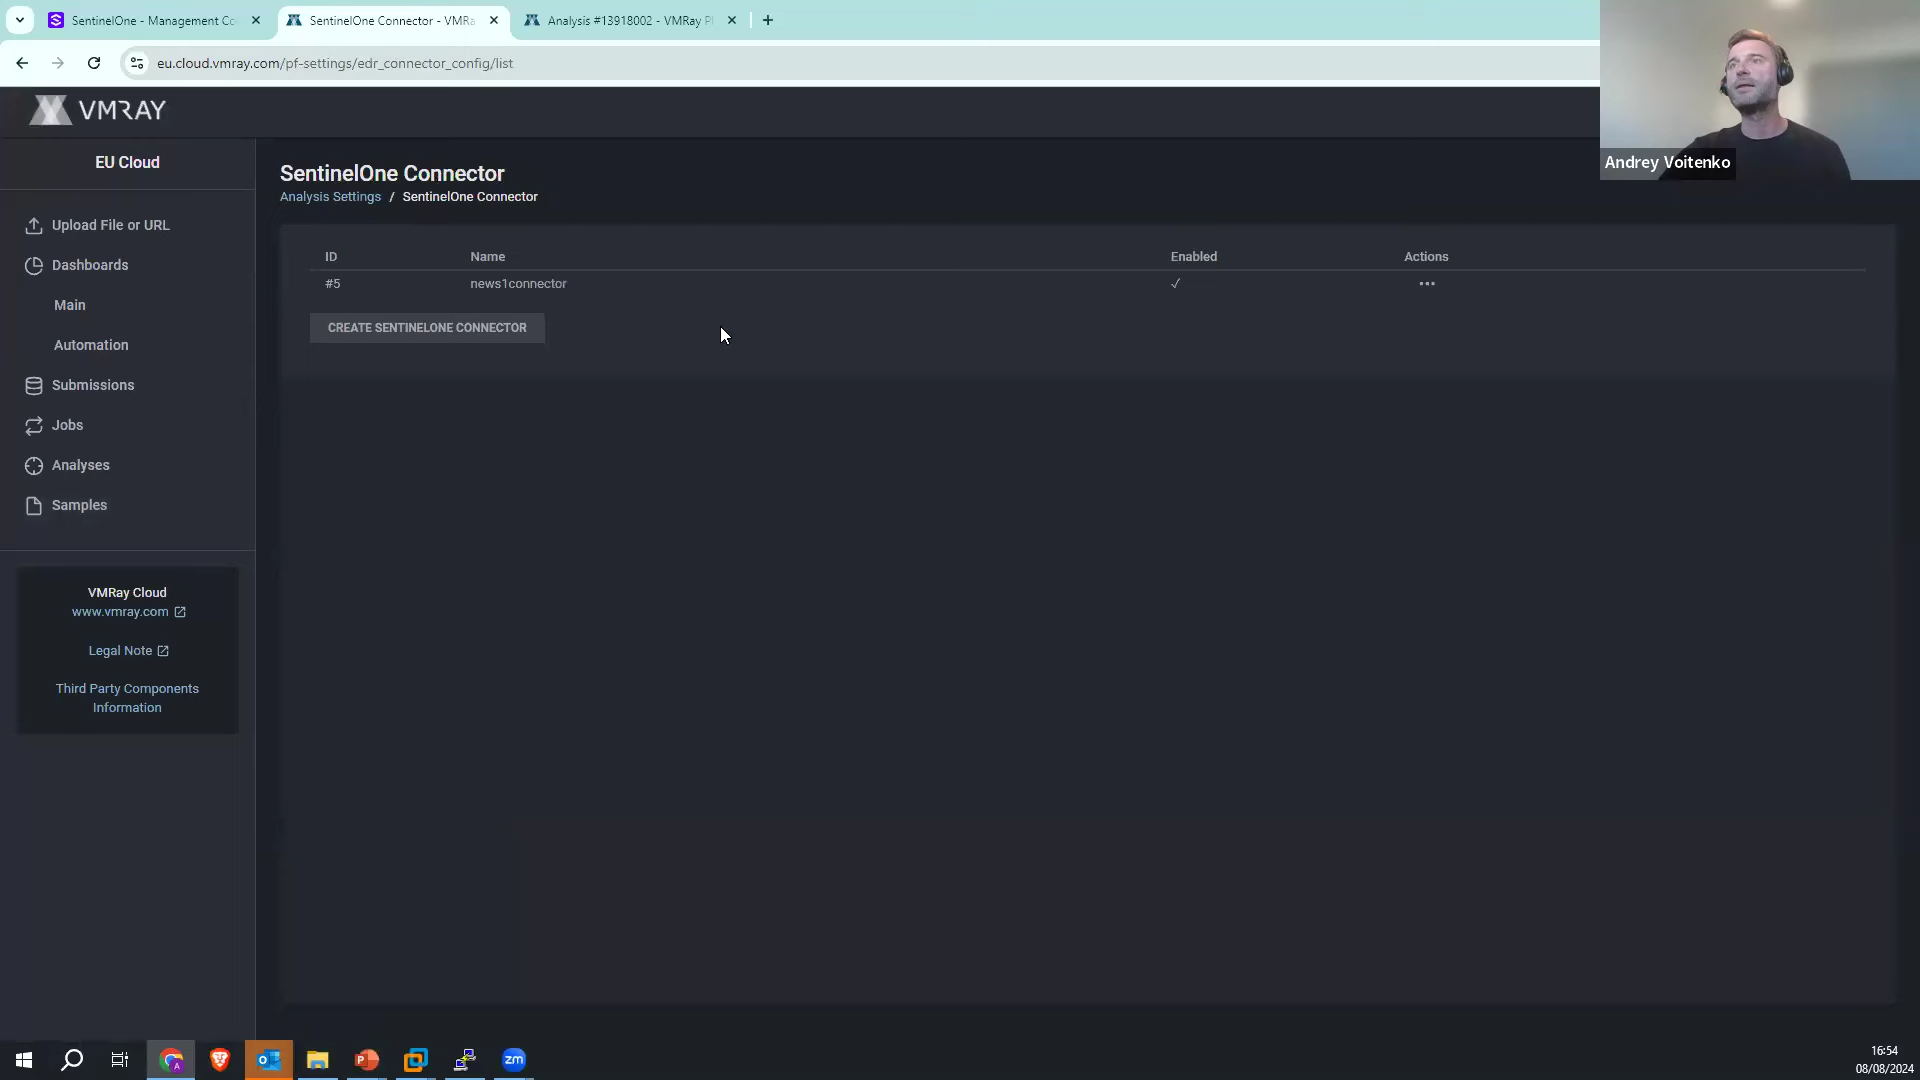 SentinelOne - Management Co
SentinelOne Connector - VMRa
Analysis #13918002 - VMRay P
eu.cloud.vmray.com/pf-settings/edr_connector_config/list
VMRAY
Andrey Voitenko
EU Cloud
SentinelOne Connector
Analysis Settings / SentinelOne Connector
Upload File or URL
Dashboards
Main
Automation
Submissions
Jobs
Analyses
Samples
ID Name Enabled Actions
#5 news1connector ✓ •••
CREATE SENTINELONE CONNECTOR
VMRay Cloud
www.vmray.com
Legal Note
Third Party Components
Information
zm
16:54
08/08/2024